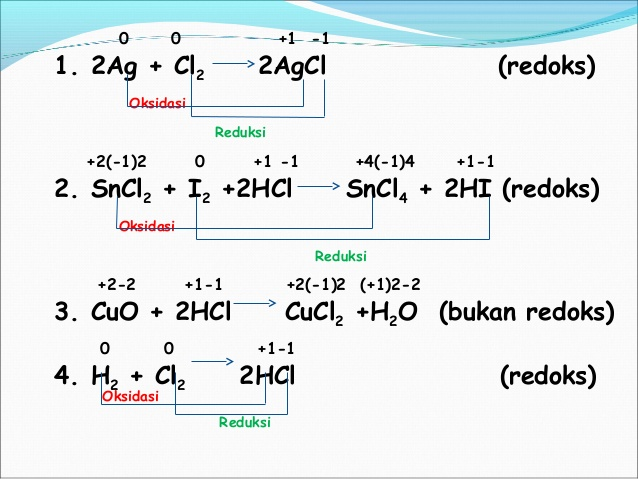 0 0 +1 -1
1. 2Ag + Cl₂ → 2AgCl (redoks)
Oksidasi
Reduksi
+2(-1)2 0 +1 -1 +4(-1)4 +1-1
2. SnCl₂ + I₂ +2HCl → SnCl₄ + 2HI (redoks)
Oksidasi
Reduksi
+2-2 +1-1 +2(-1)2 (+1)2-2
3. CuO + 2HCl → CuCl₂ +H₂O (bukan redoks)
0 0 +1-1
4. H₂ + Cl₂ → 2HCl (redoks)
Oksidasi
Reduksi